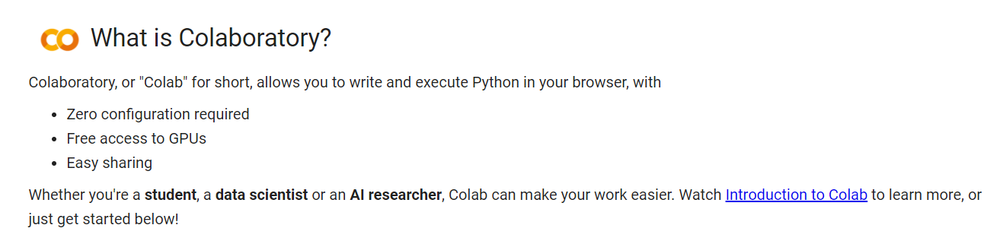 What is Colaboratory?
Colaboratory, or "Colab" for short, allows you to write and execute Python in your browser, with
• Zero configuration required
• Free access to GPUs
• Easy sharing
Whether you're a student, a data scientist or an AI researcher, Colab can make your work easier. Watch Introduction to Colab to learn more, or
just get started below!